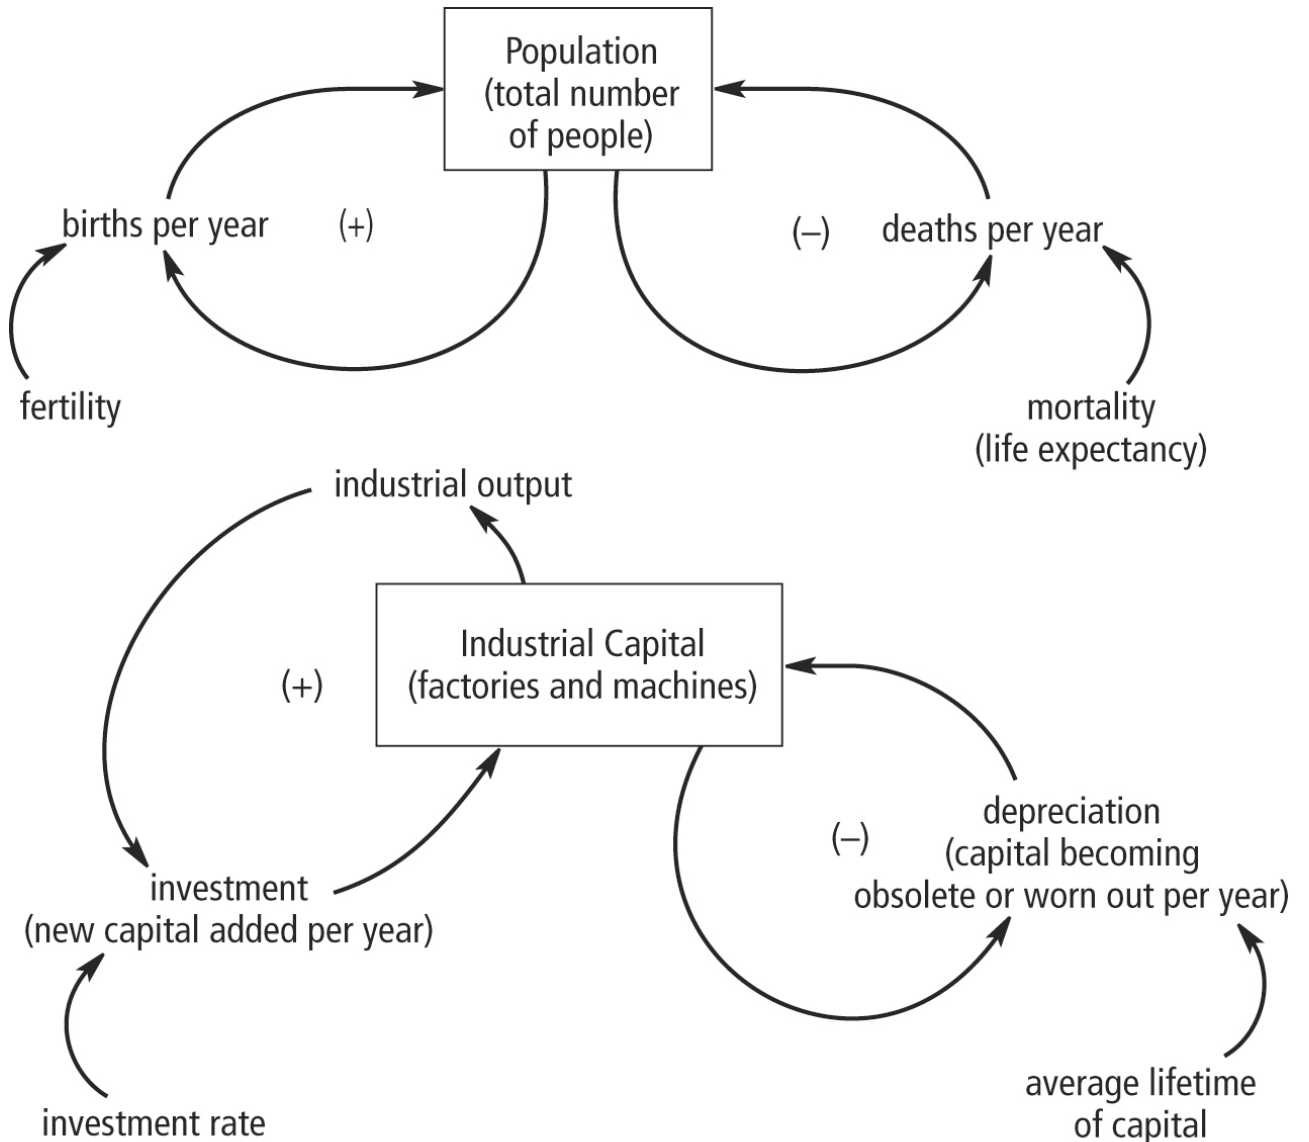 Population
(total number
of people)
births per year
(+)
(–)
deaths per year
fertility
mortality
(life expectancy)
industrial output
Industrial Capital
(factories and machines)
(+)
depreciation
(capital becoming
obsolete or worn out per year)
(–)
investment
(new capital added per year)
average lifetime
of capital
investment rate